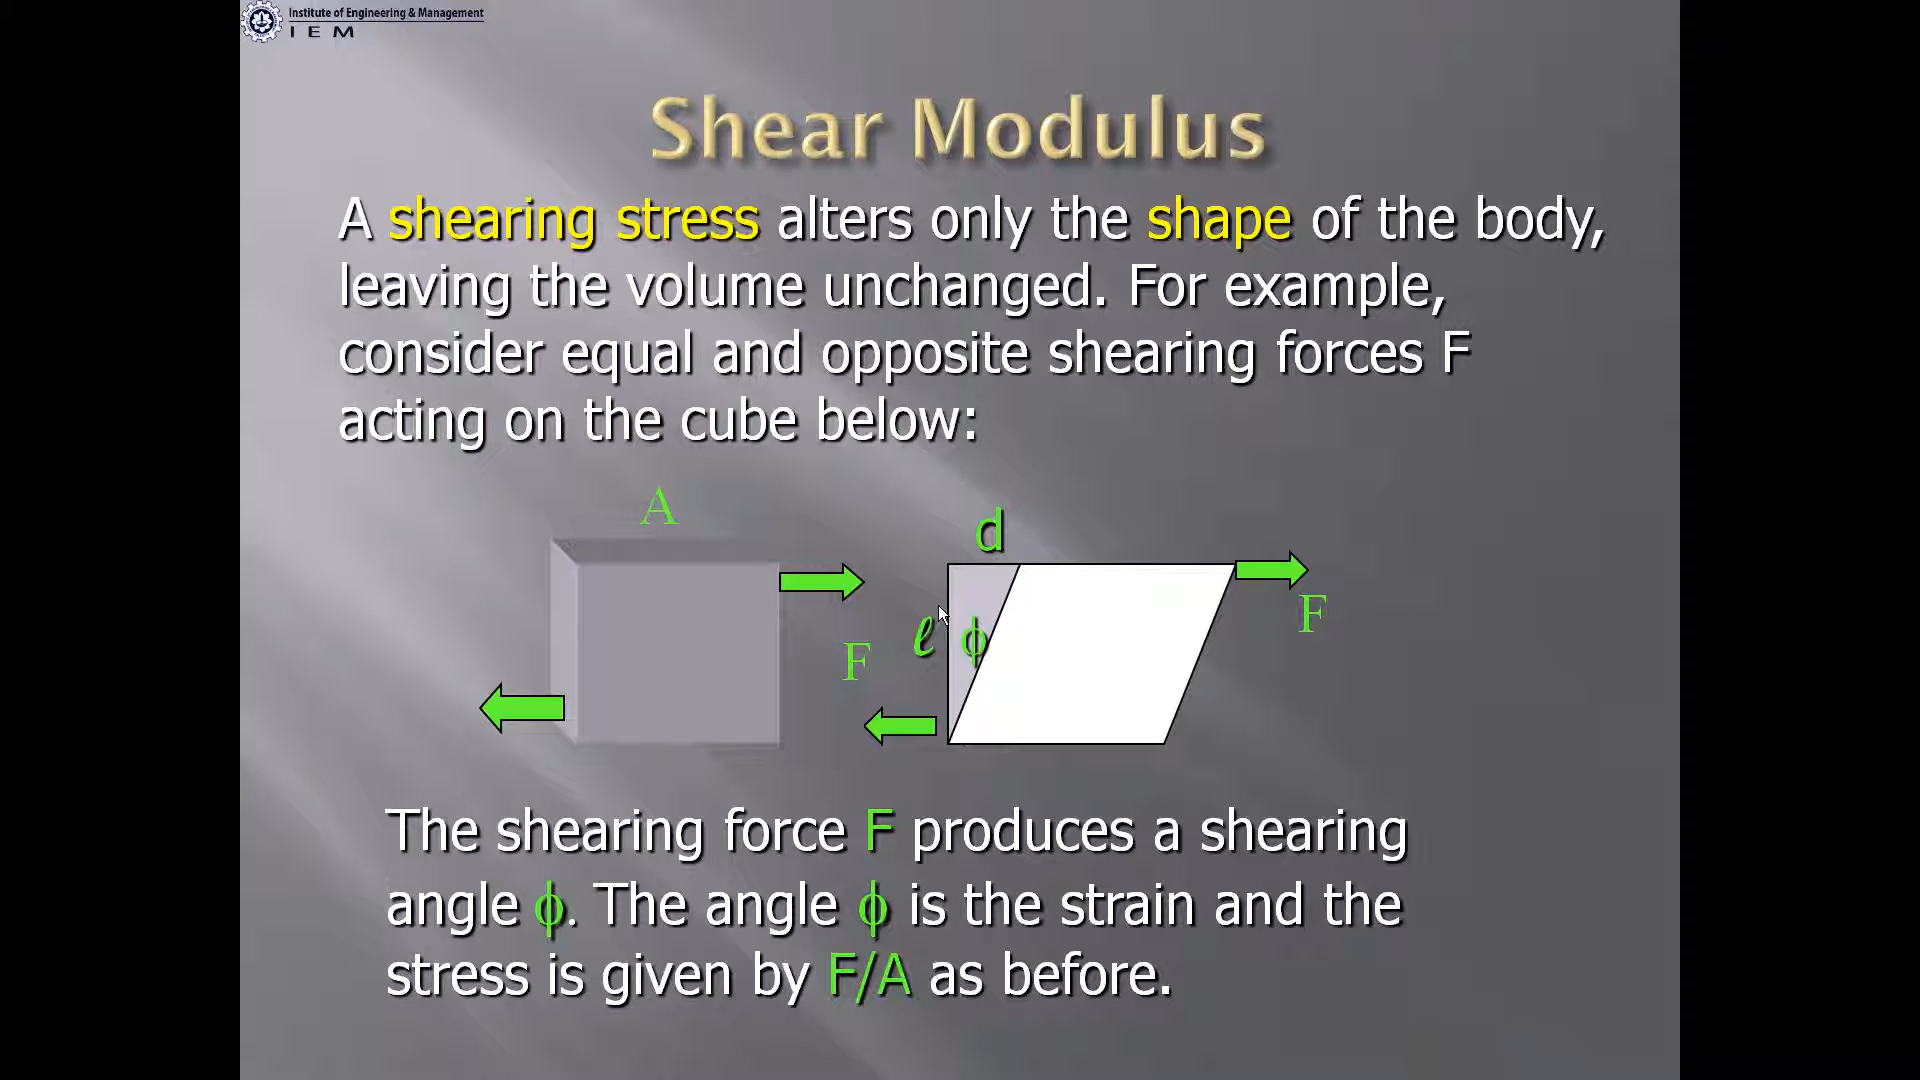 Institute of Engineering & Management
I E M
Shear Modulus
A shearing stress alters only the shape of the body,
leaving the volume unchanged. For example,
consider equal and opposite shearing forces F
acting on the cube below:
A
d
F
ℓ
ϕ
F
The shearing force F produces a shearing
angle ϕ. The angle ϕ is the strain and the
stress is given by F/A as before.